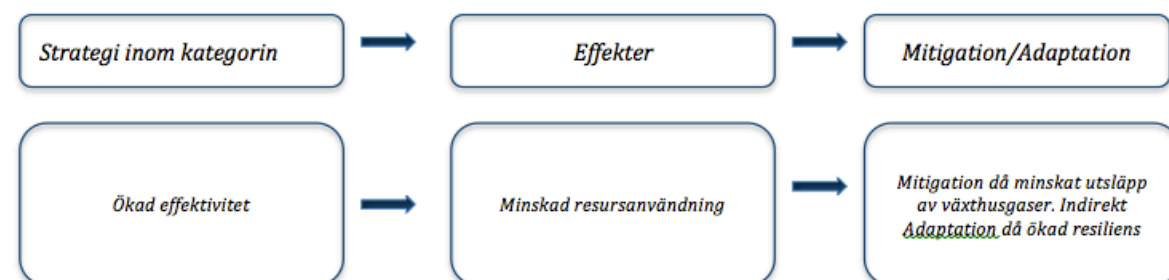 Strategi inom kategorin
Effekter
Mitigation/Adaptation
Ökad effektivitet
Minskad resursanvändning
Mitigation då minskat utsläpp
av växthusgaser. Indirekt
Adaptation då ökad resiliens